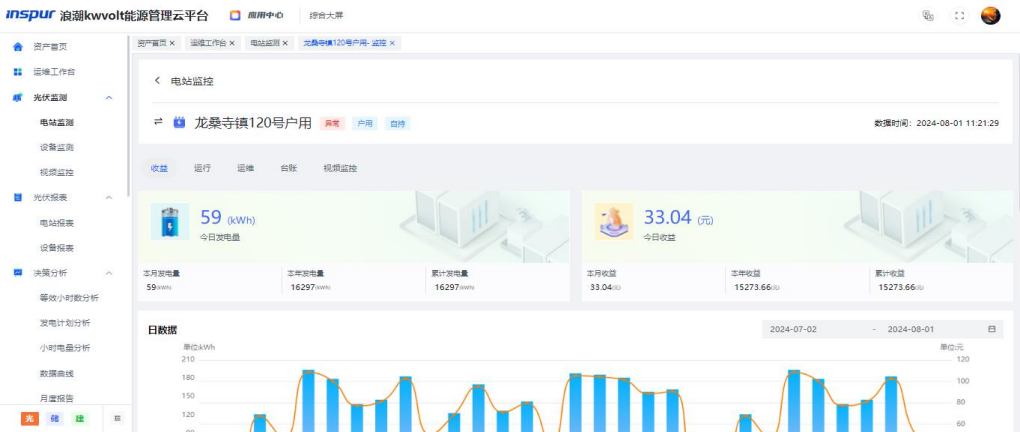 inspur 浪潮kwvolt能源管理云平台 应用中心 综合大屏
资产首页
运维工作台
光伏监测
电站监测
设备监测
视频监控
光伏报表
电站报表
设备报表
决策分析
等效小时数分析
发电计划分析
小时电量分析
数据曲线
月度报告
光 储 建
资产首页 × 运维工作台 × 电站监测 × 龙桑寺镇120号户用- 监控 ×
< 电站监控
龙桑寺镇120号户用 异常 户用 自持 数据时间：2024-08-01 11:21:29
收益 运行 运维 台账 视频监控
59 (kWh)
今日发电量
本月发电量 本年发电量 累计发电量
59(kWh) 16297(kWh) 16297(kWh)
33.04 (元)
今日收益
本月收益 本年收益 累计收益
33.04(元) 15273.66(元) 15273.66(元)
日数据 2024-07-02 - 2024-08-01
单位:kWh 单位:元
210 120
180 100
150 80
120 60